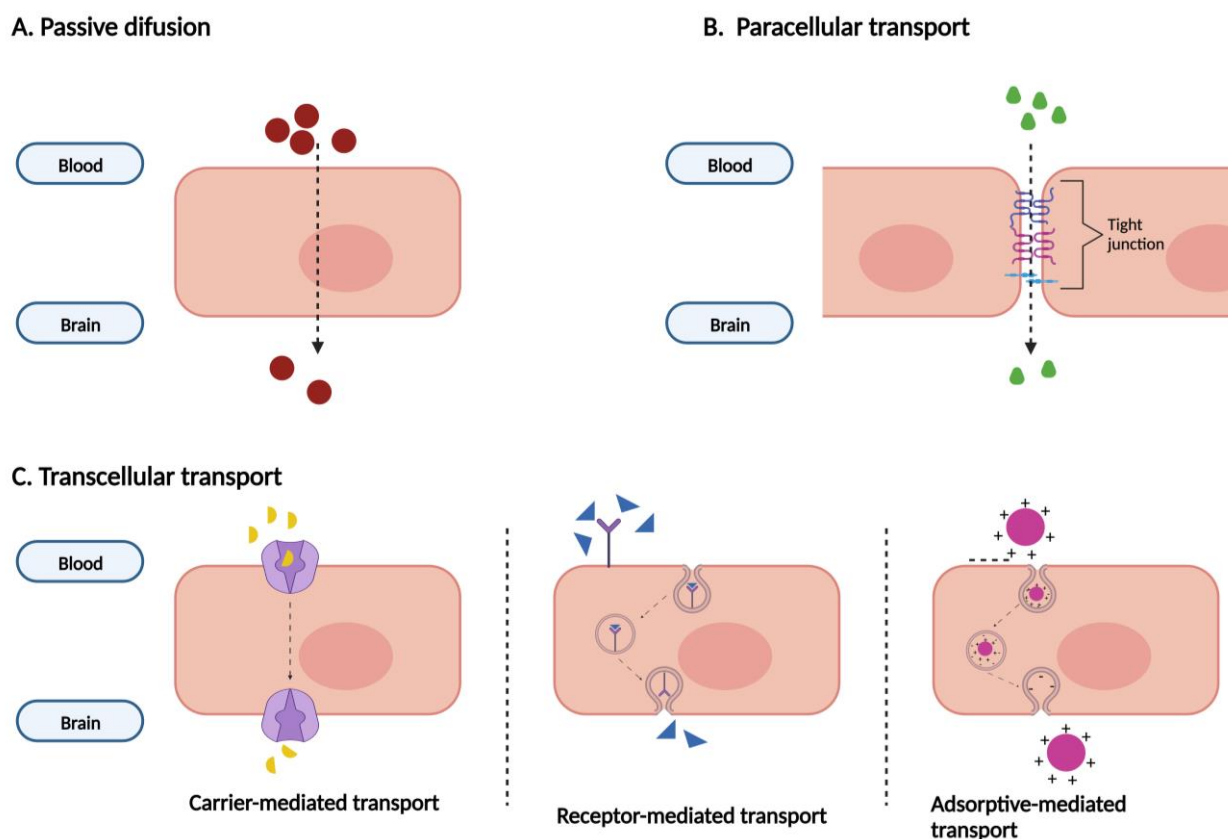 A. Passive difusion
B. Paracellular transport
Blood
Blood
Tight
junction
Brain
Brain
C. Transcellular transport
Blood
Brain
Carrier-mediated transport
Receptor-mediated transport
Adsorptive-mediated
transport